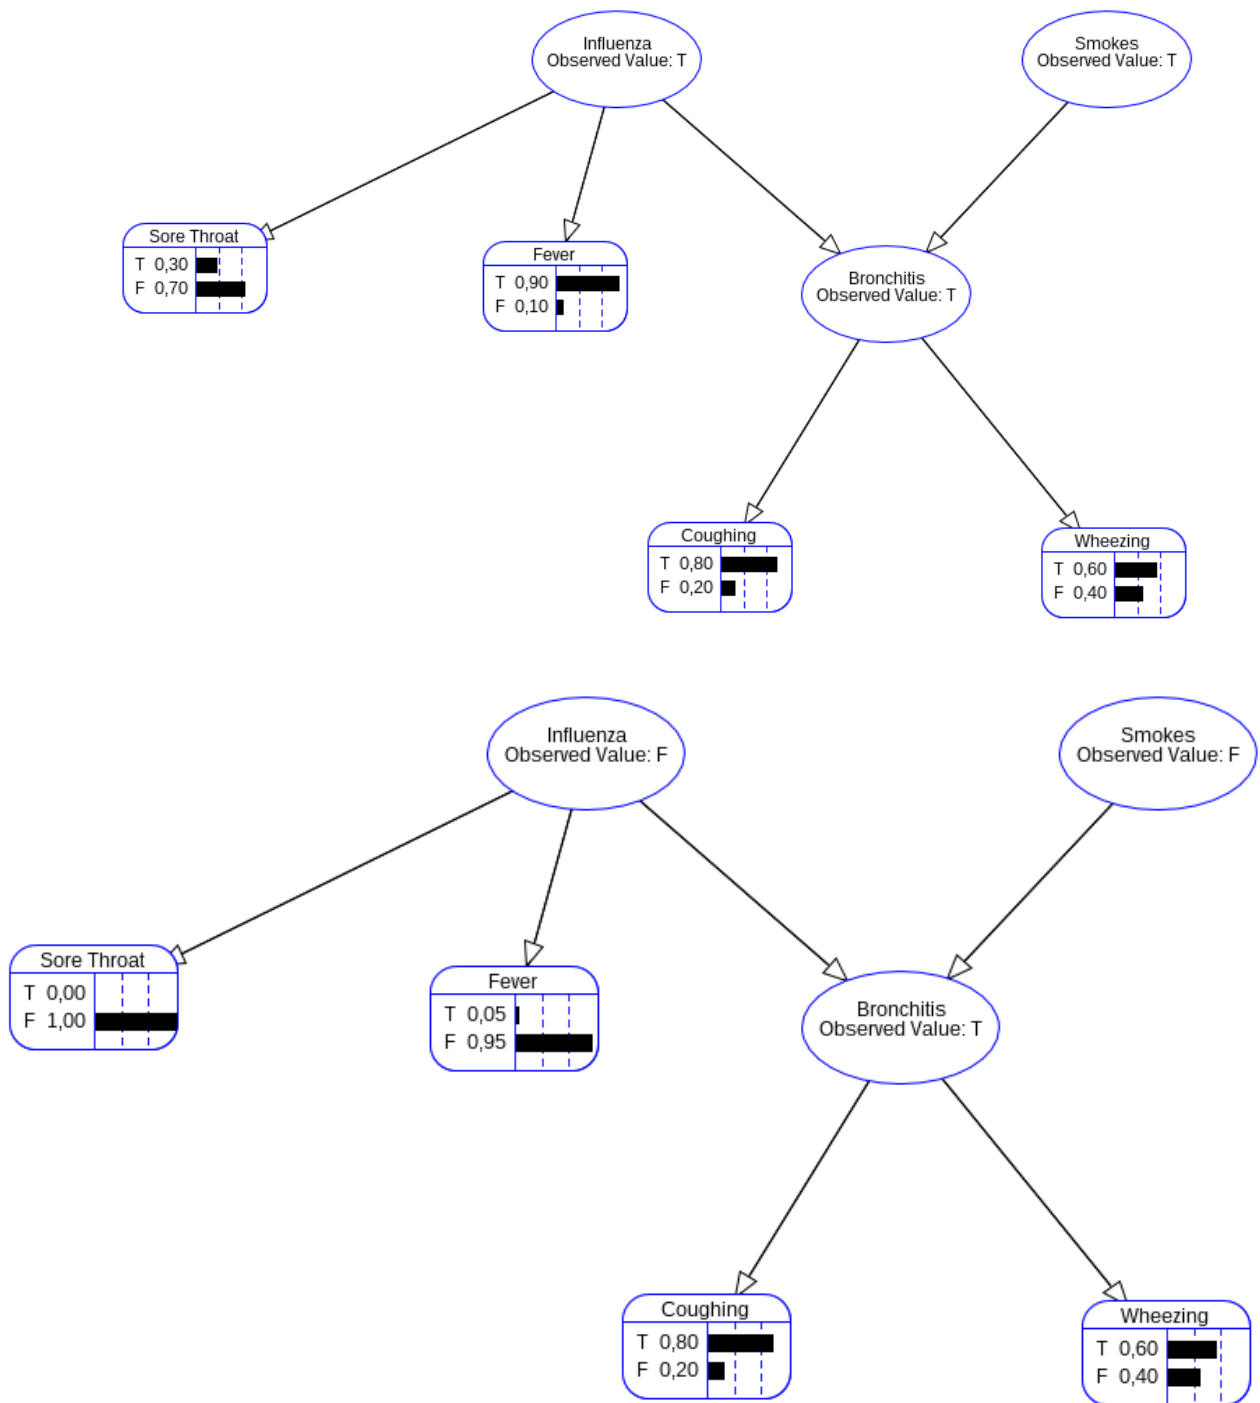 Influenza
Observed Value: T
Smokes
Observed Value: T
Sore Throat
T 0,30
F 0,70
Fever
T 0,90
F 0,10
Bronchitis
Observed Value: T
Coughing
T 0,80
F 0,20
Wheezing
T 0,60
F 0,40
Influenza
Observed Value: F
Smokes
Observed Value: F
Sore Throat
T 0,00
F 1,00
Fever
T 0,05
F 0,95
Bronchitis
Observed Value: T
Coughing
T 0,80
F 0,20
Wheezing
T 0,60
F 0,40